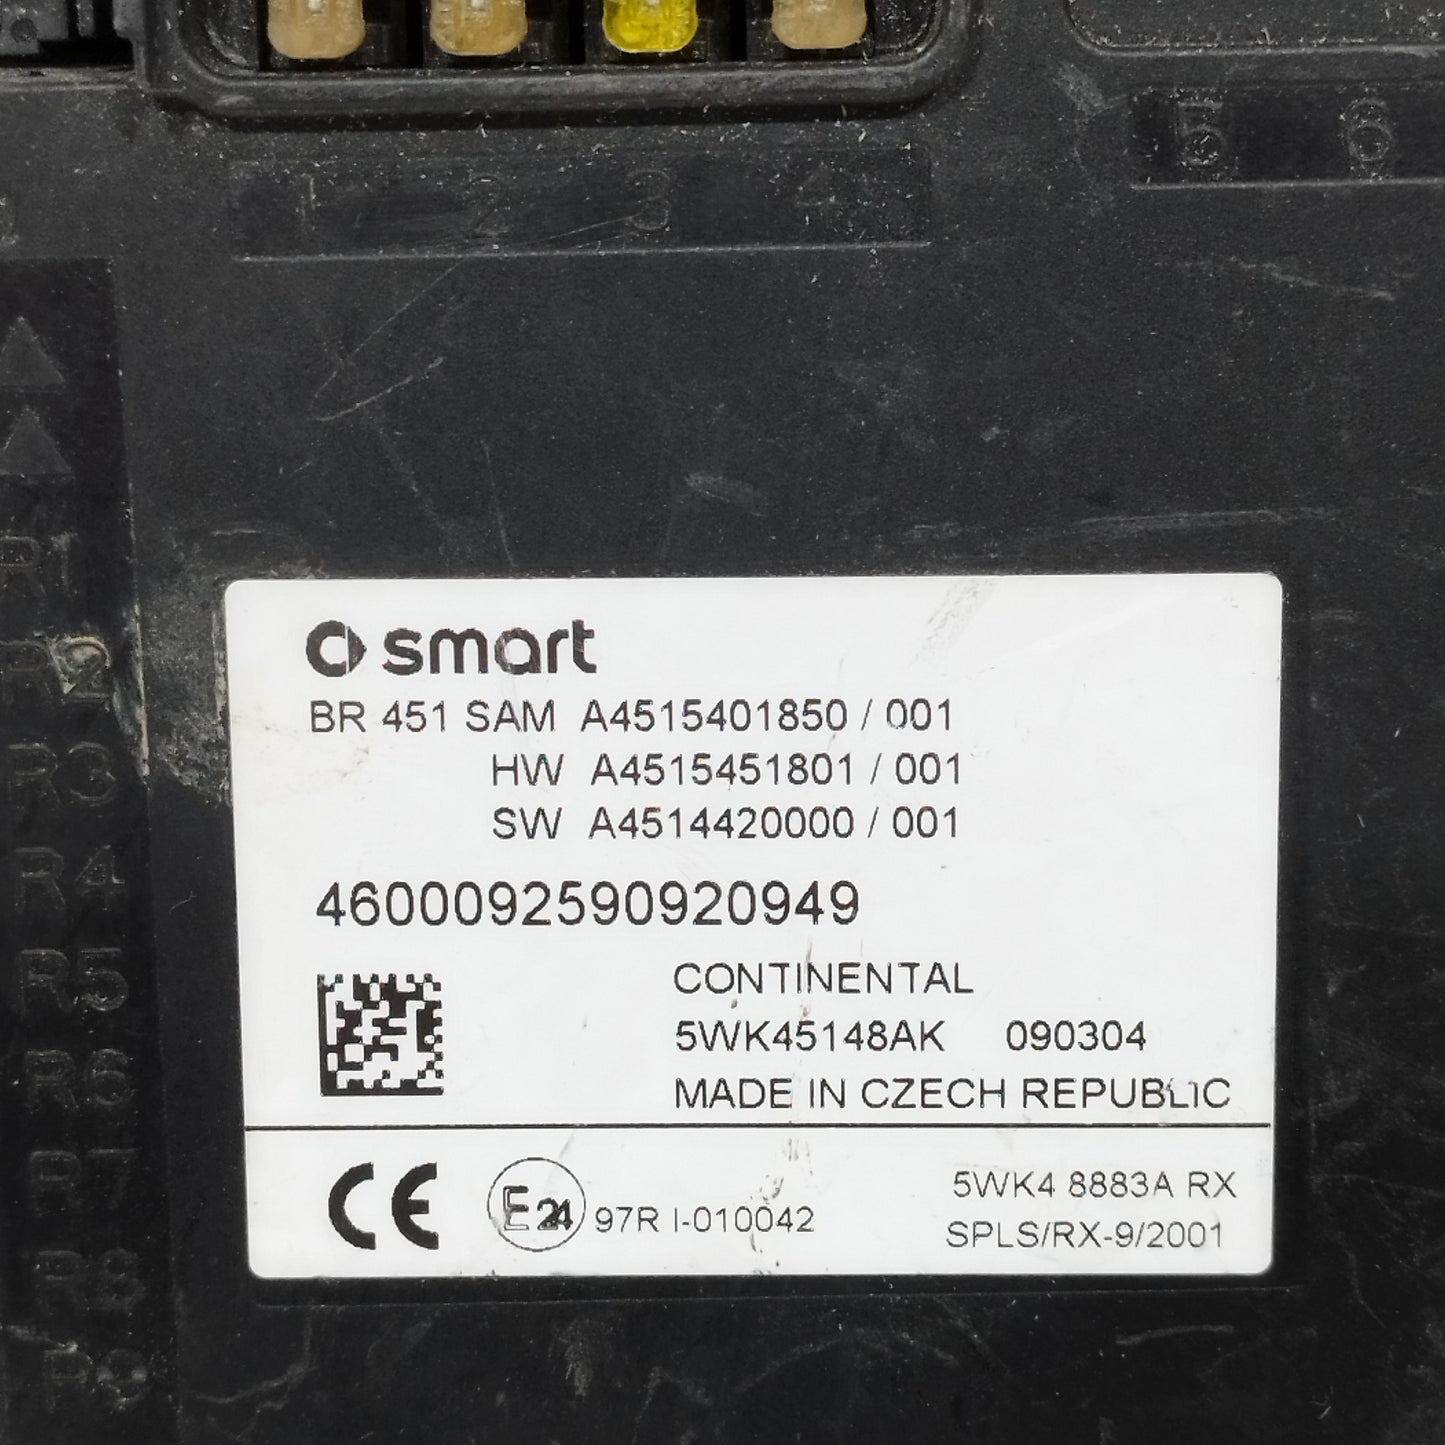 1 2 3 4
5 6
R1
R2
R3
R4
R5
R6
R7
R8
R9
smart
BR 451 SAM A4515401850 / 001
HW A4515451801 / 001
SW A4514420000 / 001
4600092590920949
CONTINENTAL
5WK45148AK 090304
MADE IN CZECH REPUBLIC
CE E24 97R I-010042
5WK4 8883A RX
SPLS/RX-9/2001